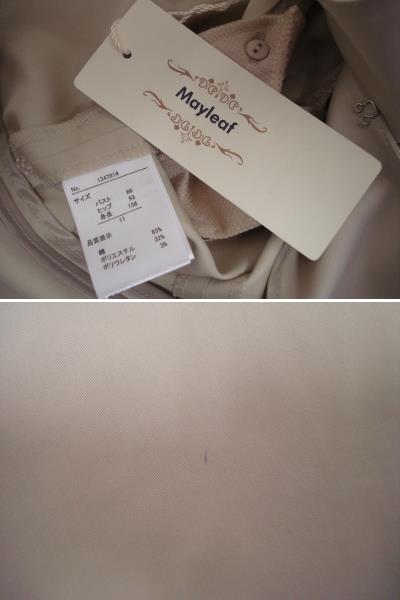 Mayleaf
No. 1347814
サイズ
バスト 86
ヒップ 93
身長 158
11
品質表示
綿 65%
ポリエステル 32%
ポリウレタン 3%